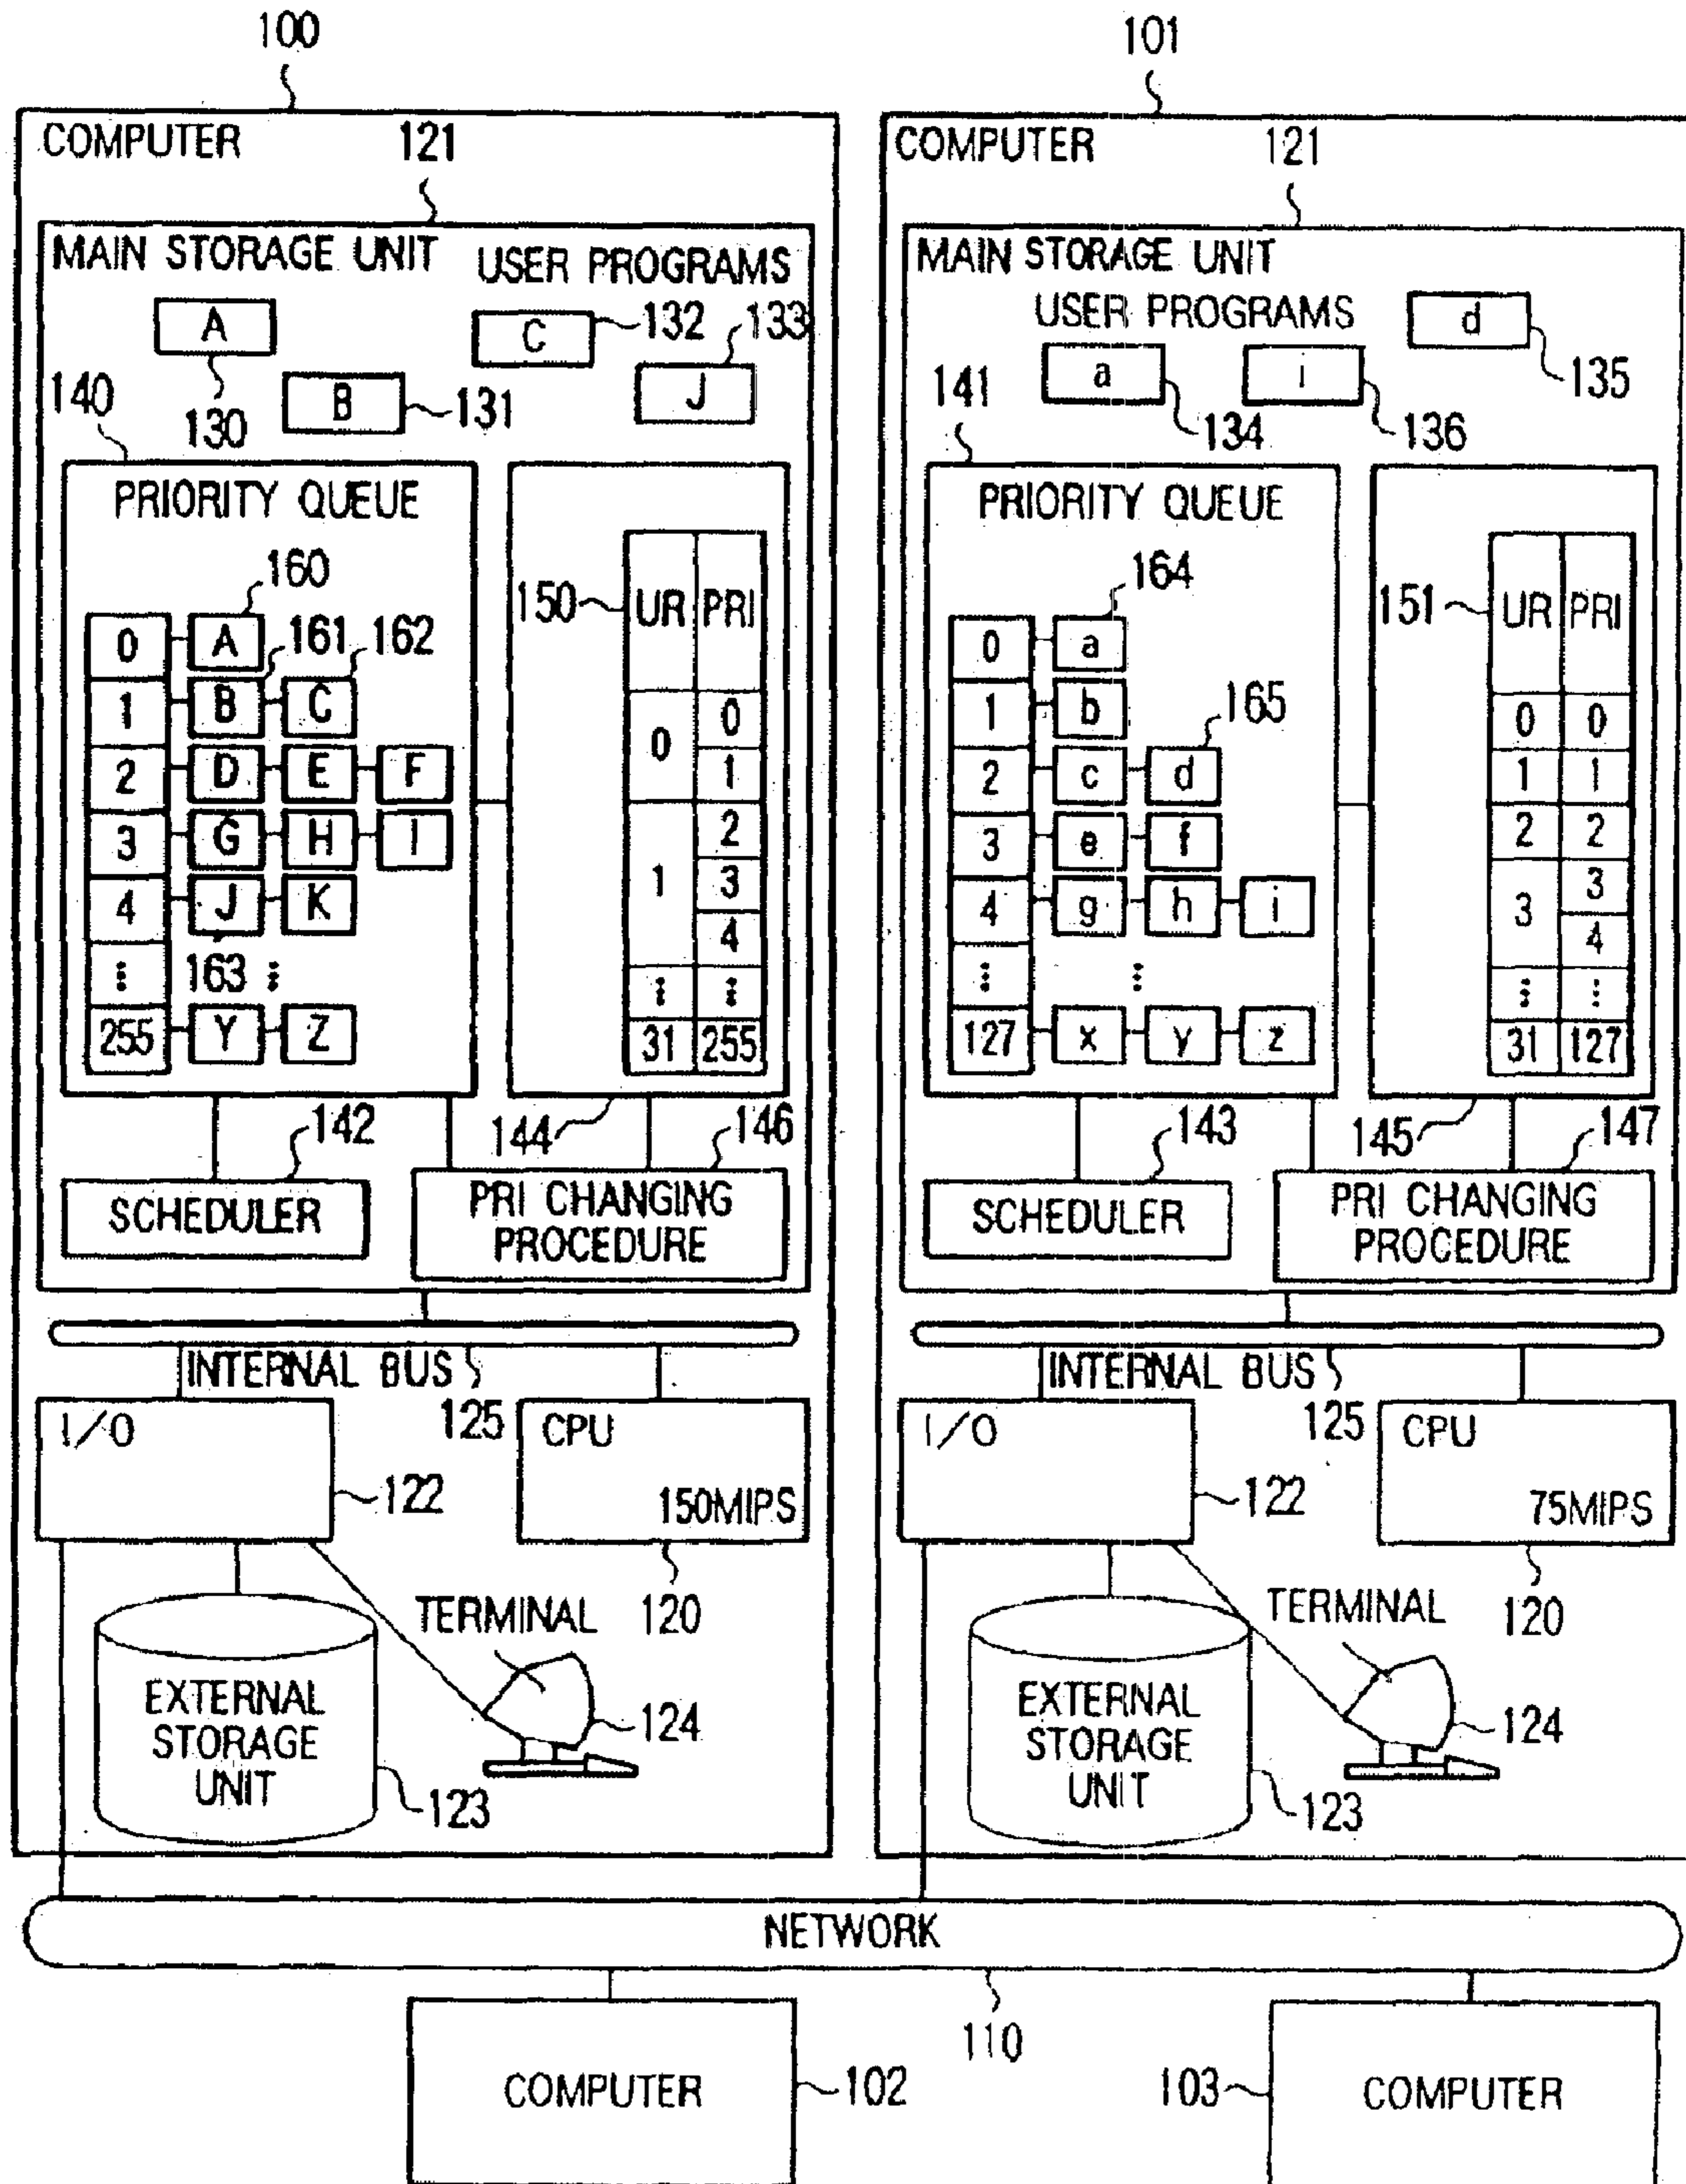 100
101
COMPUTER 121
COMPUTER 121
MAIN STORAGE UNIT USER PROGRAMS
A C 132 133
130 B 131 J
140
PRIORITY QUEUE
160
0 A 161 162
1 B C
2 D E F
3 G H I
4 J K
⋮ 163 ⋮
255 Y Z
150 UR PRI
0 0
1
1 2
3
4
⋮ ⋮
31 255
142 144 146
SCHEDULER
PRI CHANGING
PROCEDURE
MAIN STORAGE UNIT
USER PROGRAMS d
135
141 a i
134 136
PRIORITY QUEUE
164
0 a
1 b 165
2 c d
3 e f
4 g h i
⋮ ⋮
127 x y z
151 UR PRI
0 0
1 1
2 2
3 3
4
⋮ ⋮
31 127
143 145 147
SCHEDULER
PRI CHANGING
PROCEDURE
INTERNAL BUS
125
I/O
122
CPU
150MIPS
120
TERMINAL
124
EXTERNAL
STORAGE
UNIT
123
INTERNAL BUS
125
I/O
122
CPU
75MIPS
120
TERMINAL
124
EXTERNAL
STORAGE
UNIT
123
NETWORK
110
COMPUTER 102
103 COMPUTER